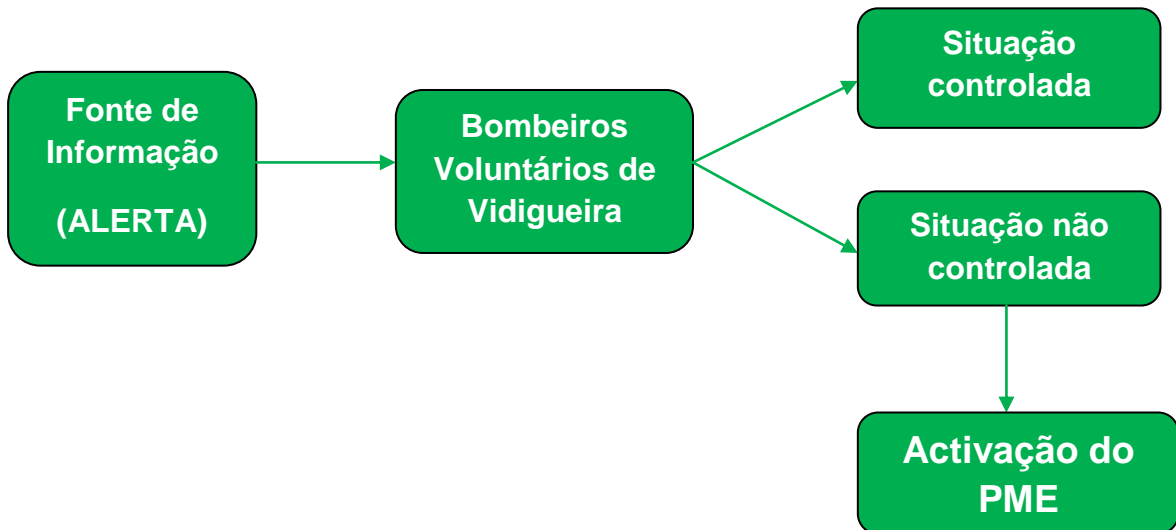 Fonte de
Informação
(ALERTA)
Bombeiros
Voluntários de
Vidigueira
Situação
controlada
Situação não
controlada
Activação do
PME